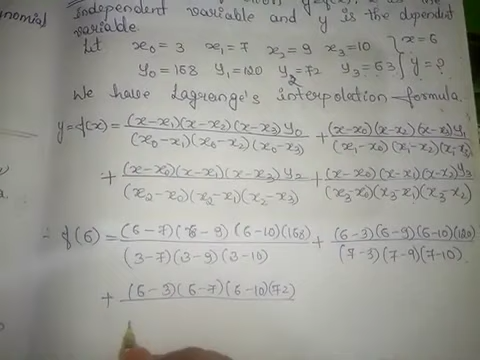 independent variable and y is the dependent
nomial variable.
Let x₀ = 3 x₁ = 7 x₂ = 9 x₃ = 10 } x = 6
y₀ = 168 y₁ = 120 y₂ = 72 y₃ = 63 } y = ?
We have Lagrange's interpolation formula.
y = f(x) = (x-x₁)(x-x₂)(x-x₃) y₀ / (x₀-x₁)(x₀-x₂)(x₀-x₃) + (x-x₀)(x-x₂)(x-x₃) y₁ / (x₁-x₀)(x₁-x₂)(x₁-x₃)
+ (x-x₀)(x-x₁)(x-x₃) y₂ / (x₂-x₀)(x₂-x₁)(x₂-x₃) + (x-x₀)(x-x₁)(x-x₂) y₃ / (x₃-x₀)(x₃-x₁)(x₃-x₂)
∴ f(6) = (6-7)(6-9)(6-10)(168) / (3-7)(3-9)(3-10) + (6-3)(6-9)(6-10)(120) / (7-3)(7-9)(7-10)
+ (6-3)(6-7)(6-10)(72)